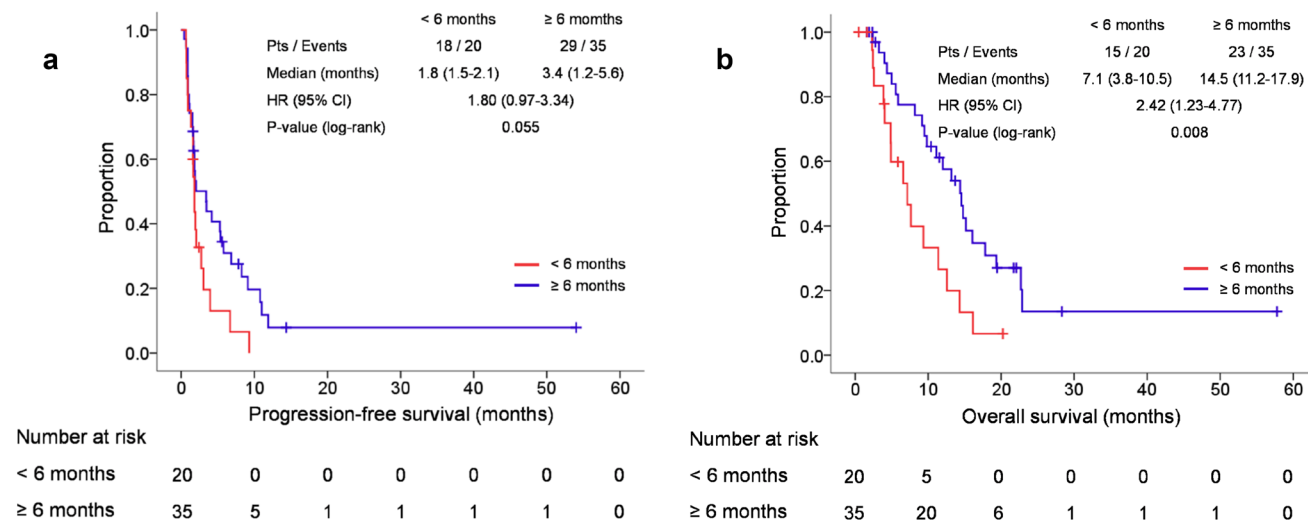 a
< 6 months ≥ 6 momths
Pts / Events 18 / 20 29 / 35
Median (months) 1.8 (1.5-2.1) 3.4 (1.2-5.6)
HR (95% CI) 1.80 (0.97-3.34)
P-value (log-rank) 0.055
1.0
0.8
0.6
0.4
0.2
0.0
Proportion
< 6 months
≥ 6 months
0 10 20 30 40 50 60
Progression-free survival (months)
Number at risk
< 6 months 20 0 0 0 0 0 0
≥ 6 months 35 5 1 1 1 1 0
b
< 6 months ≥ 6 momths
Pts / Events 15 / 20 23 / 35
Median (months) 7.1 (3.8-10.5) 14.5 (11.2-17.9)
HR (95% CI) 2.42 (1.23-4.77)
P-value (log-rank) 0.008
1.0
0.8
0.6
0.4
0.2
0.0
Proportion
< 6 months
≥ 6 months
0 10 20 30 40 50 60
Overall survival (months)
Number at risk
< 6 months 20 5 0 0 0 0 0
≥ 6 months 35 20 6 1 1 1 0